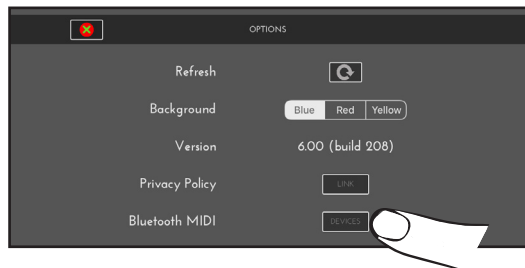 OPTIONS
Refresh
Background Blue Red Yellow
Version 6.00 (build 208)
Privacy Policy LINK
Bluetooth MIDI DEVICES